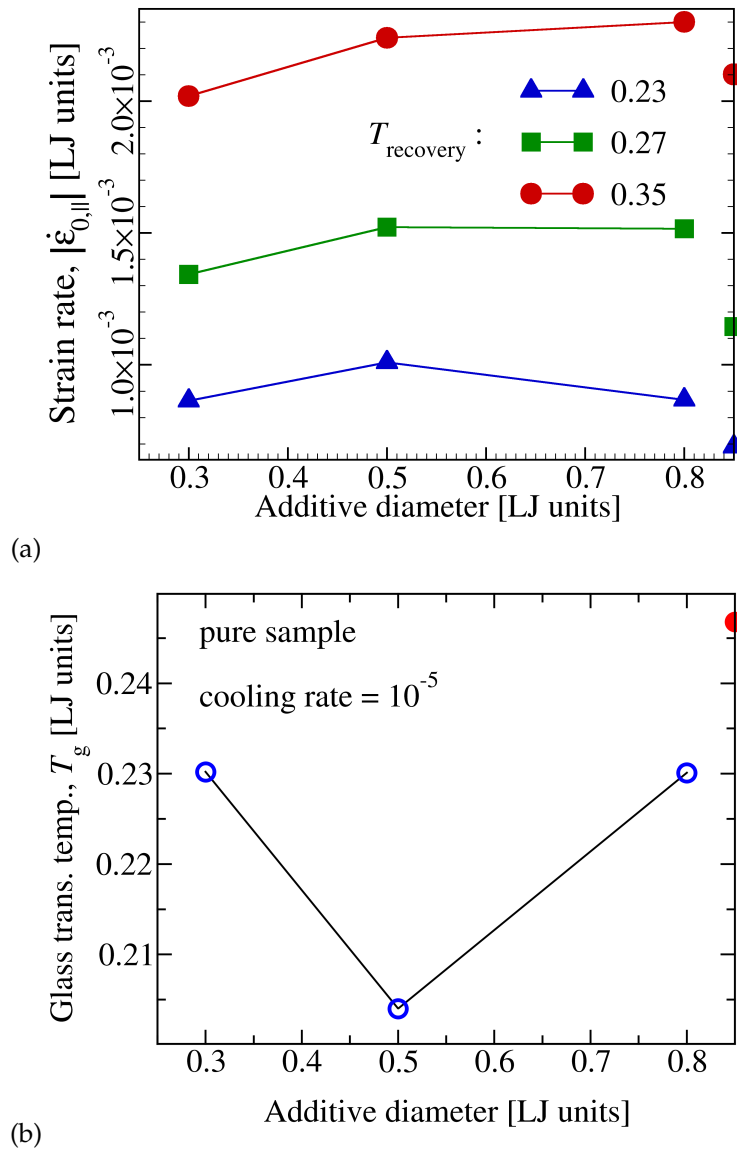 Strain rate, |ε̇0,|||  [LJ units]
2.0×10-3
1.5×10-3
1.0×10-3
Trecovery :
0.23
0.27
0.35
0.3 0.4 0.5 0.6 0.7 0.8
Additive diameter [LJ units]
(a)
Glass trans. temp., Tg [LJ units]
pure sample
cooling rate = 10-5
0.24
0.23
0.22
0.21
0.3 0.4 0.5 0.6 0.7 0.8
Additive diameter [LJ units]
(b)